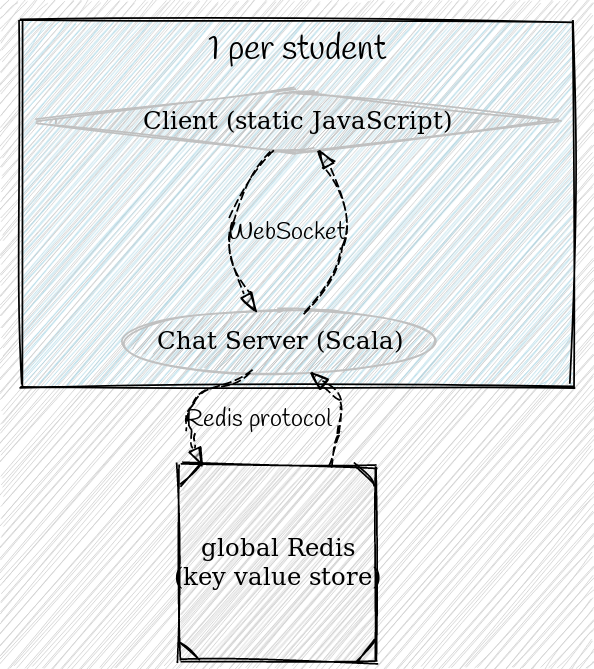 1 per student
Client (static JavaScript)
WebSocket
Chat Server (Scala)
Redis protocol
global Redis
(key value store)